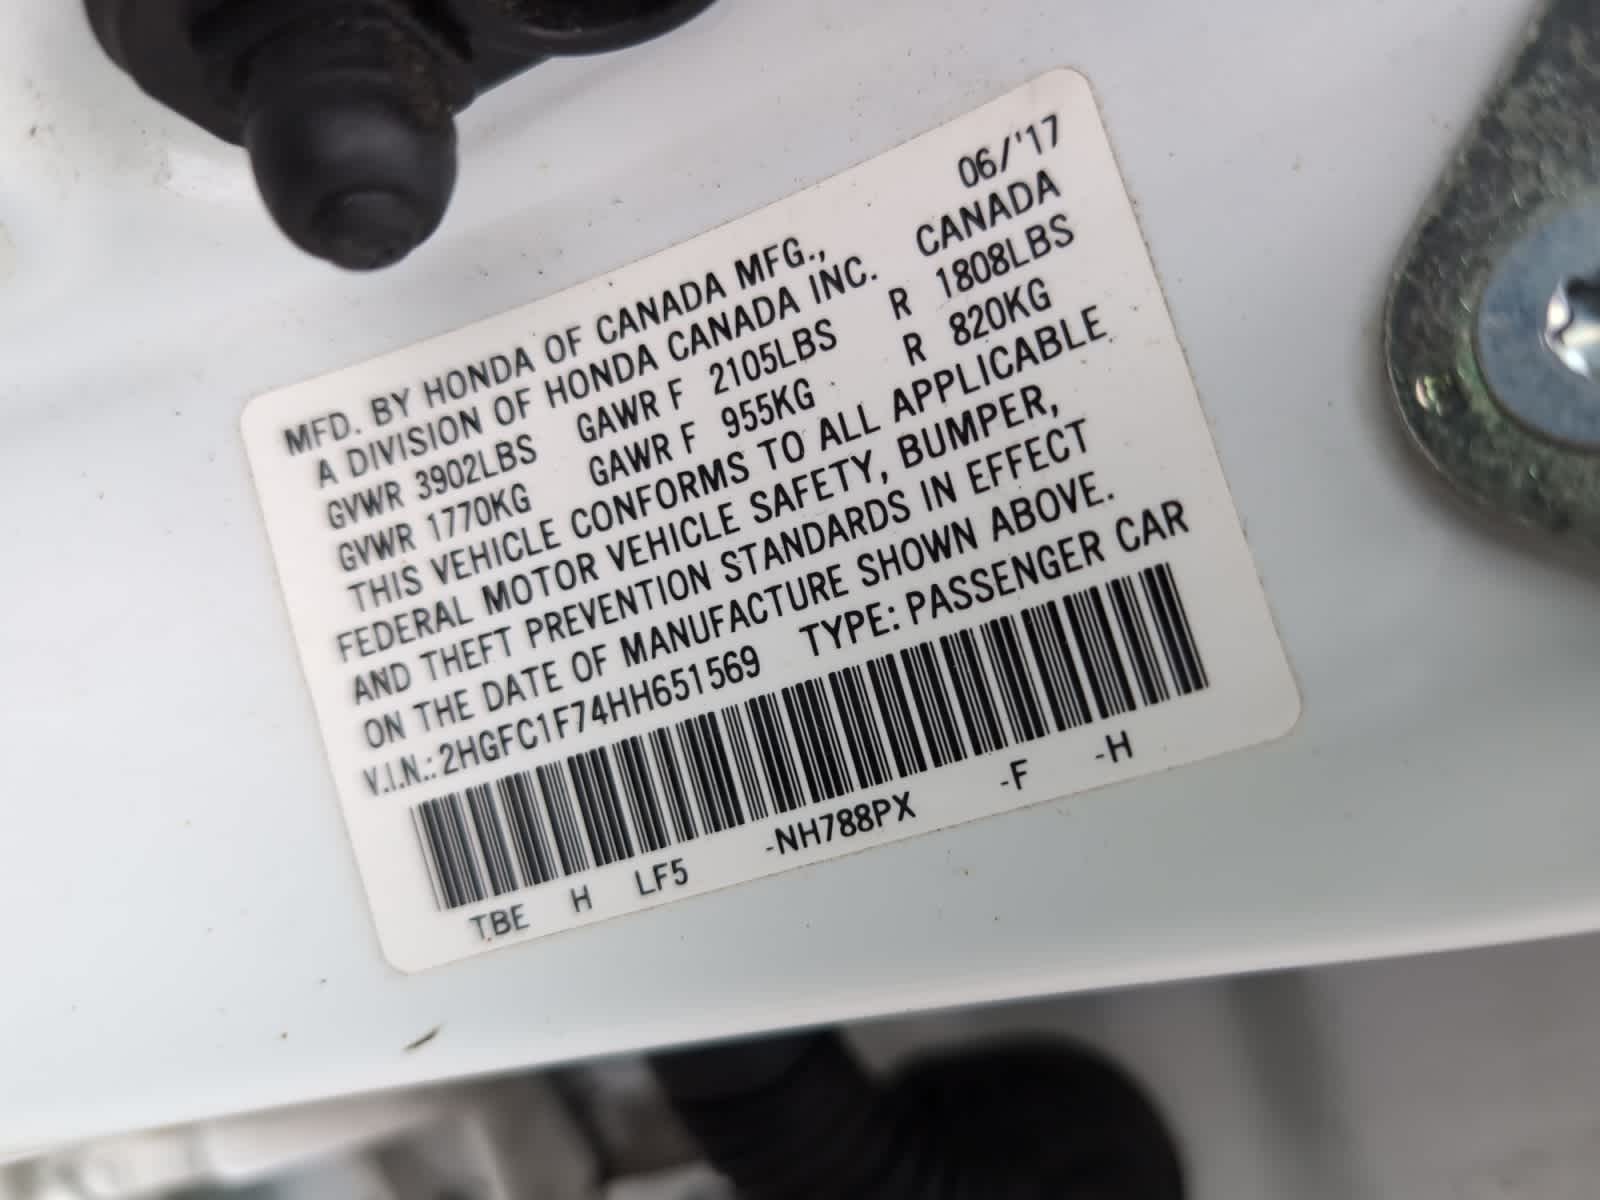 06/'17
MFD. BY HONDA OF CANADA MFG.,
A DIVISION OF HONDA CANADA INC. CANADA
GVWR 3902LBS GAWR F 2105LBS R 1808LBS
GVWR 1770KG GAWR F 955KG R 820KG
THIS VEHICLE CONFORMS TO ALL APPLICABLE
FEDERAL MOTOR VEHICLE SAFETY, BUMPER,
AND THEFT PREVENTION STANDARDS IN EFFECT
ON THE DATE OF MANUFACTURE SHOWN ABOVE.
V.I.N.: 2HGFC1F74HH651569 TYPE: PASSENGER CAR
TBE H LF5 -NH788PX -F -H